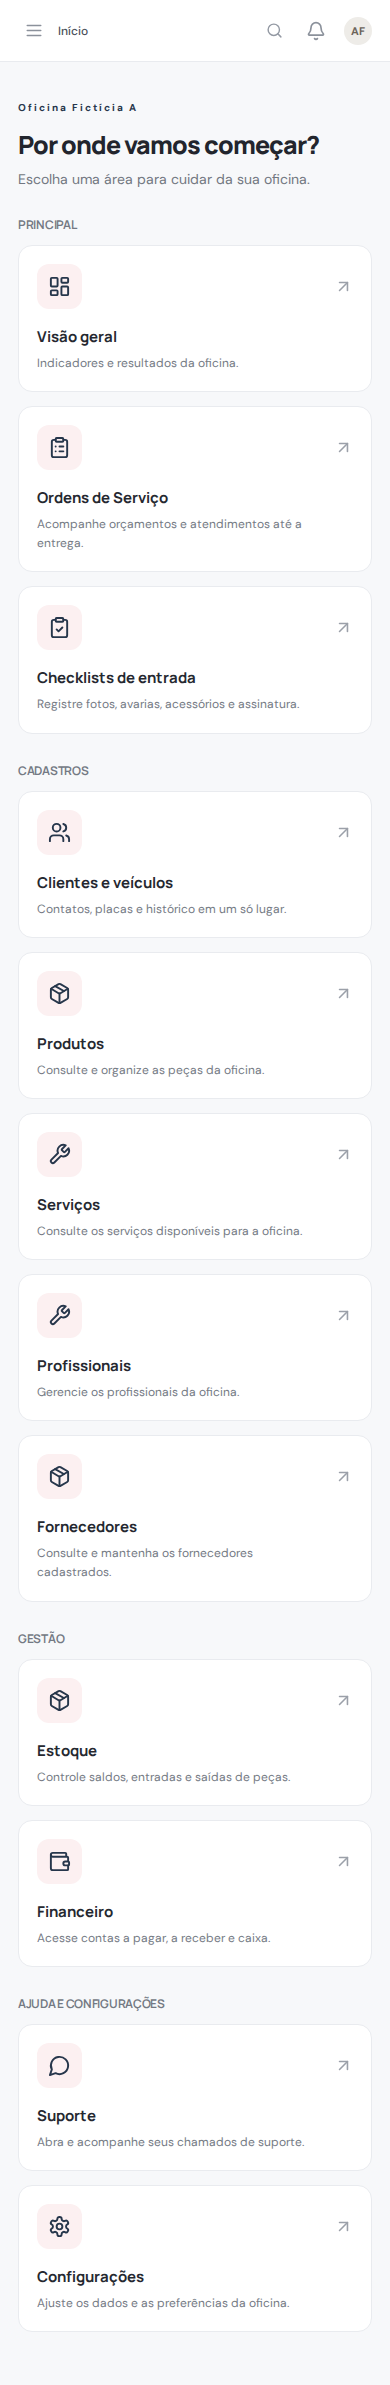 Início
AF
Oficina Fictícia A
Por onde vamos começar?
Escolha uma área para cuidar da sua oficina.
PRINCIPAL
Visão geral
Indicadores e resultados da oficina.
Ordens de Serviço
Acompanhe orçamentos e atendimentos até a
entrega.
Checklists de entrada
Registre fotos, avarias, acessórios e assinatura.
CADASTROS
Clientes e veículos
Contatos, placas e histórico em um só lugar.
Produtos
Consulte e organize as peças da oficina.
Serviços
Consulte os serviços disponíveis para a oficina.
Profissionais
Gerencie os profissionais da oficina.
Fornecedores
Consulte e mantenha os fornecedores
cadastrados.
GESTÃO
Estoque
Controle saldos, entradas e saídas de peças.
Financeiro
Acesse contas a pagar, a receber e caixa.
AJUDA E CONFIGURAÇÕES
Suporte
Abra e acompanhe seus chamados de suporte.
Configurações
Ajuste os dados e as preferências da oficina.